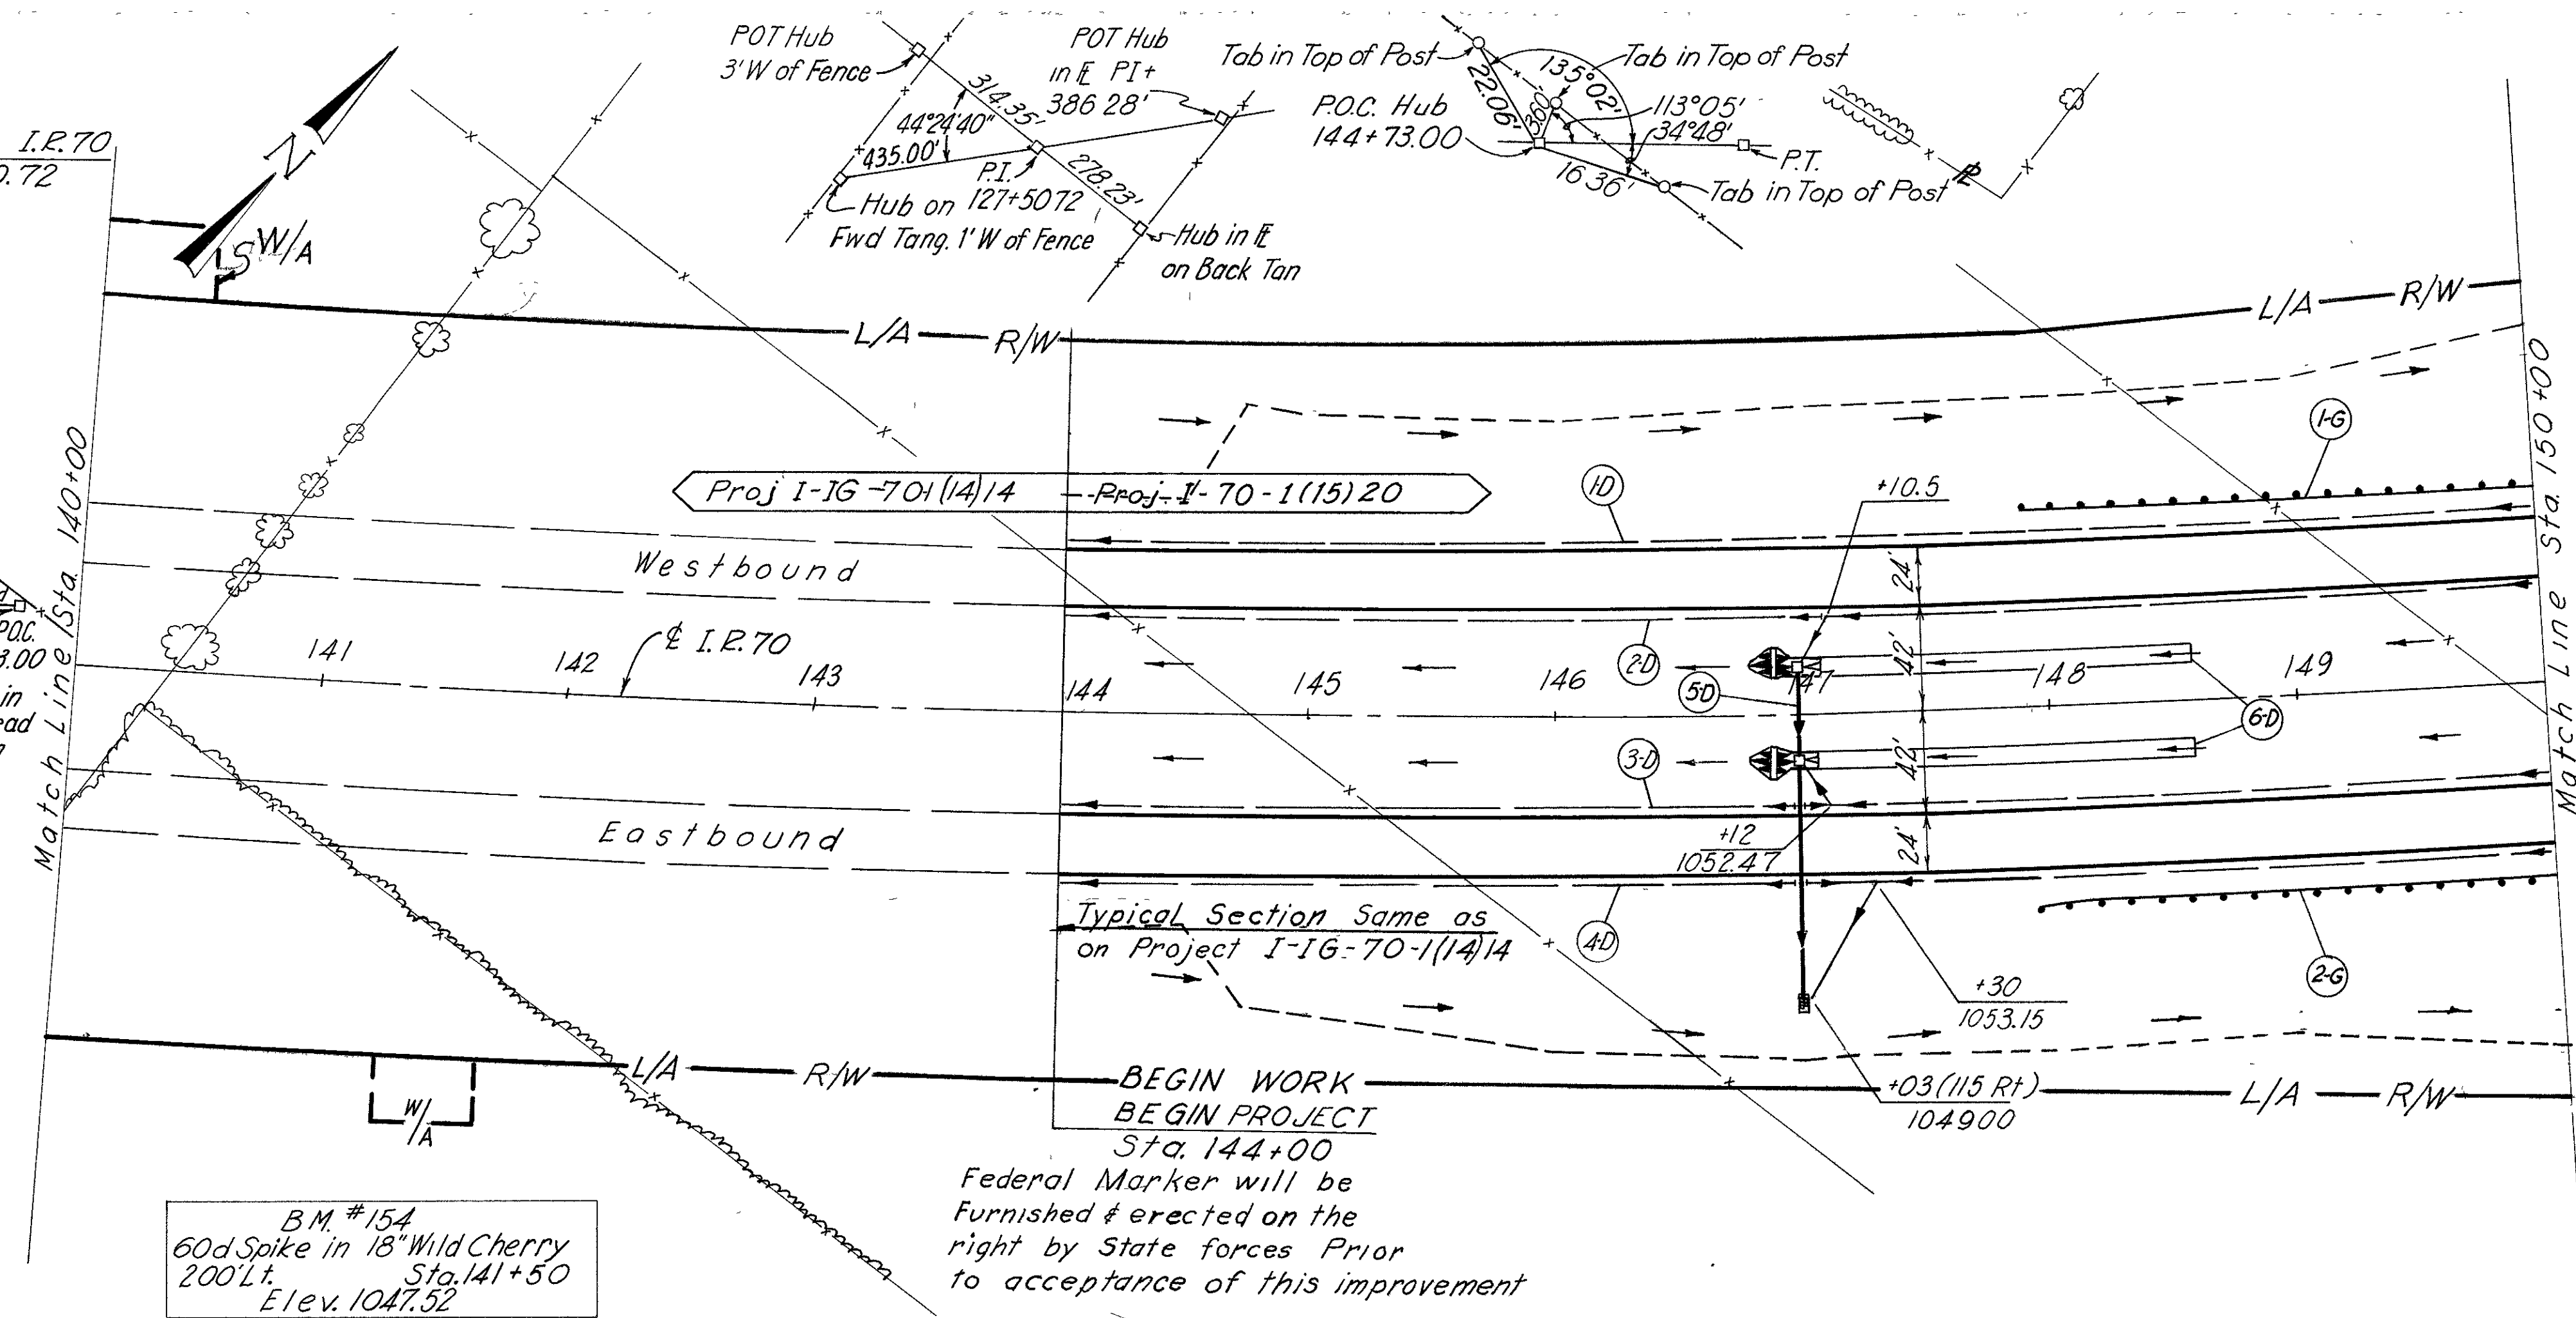 I.R.70
0.72
N
W/A
LS
POT Hub
3' W of Fence
314.35'
44°24'40"
435.00'
POT Hub
in ⅊ PI+
386 28'
P.I.
127+5072
278.23'
Hub on
Fwd Tang. 1' W of Fence
Hub in ⅊
on Back Tan
Tab in Top of Post
Tab in Top of Post
22.06'
3.60'
135°02'
113°05'
34°48'
P.O.C. Hub
144+73.00
P.T.
16 36'
Tab in Top of Post
⅊
L/A
R/W
L/A
R/W
Match Line Sta. 140+00
Match Line Sta. 150+00
Proj I-IG-70-1(14)14
Proj-I-70-1(15)20
1-D
+10.5
1-G
Westbound
24'
P.O.C.
3.00
in
ead
141
142
℄ I.R.70
143
144
145
146
147
148
149
2-D
5-D
42'
6-D
3-D
42'
Eastbound
+12
1052.47
24'
Typical Section Same as
on Project I-IG-70-1(14)14
4-D
2-G
+30
1053.15
L/A
R/W
BEGIN WORK
BEGIN PROJECT
Sta. 144+00
+03 (115 Rt)
104900
L/A
R/W
W/A
Federal Marker will be
Furnished & erected on the
right by State forces Prior
to acceptance of this improvement
B M. #154
60d Spike in 18" Wild Cherry
200' Lt. Sta. 141+50
Elev. 1047.52